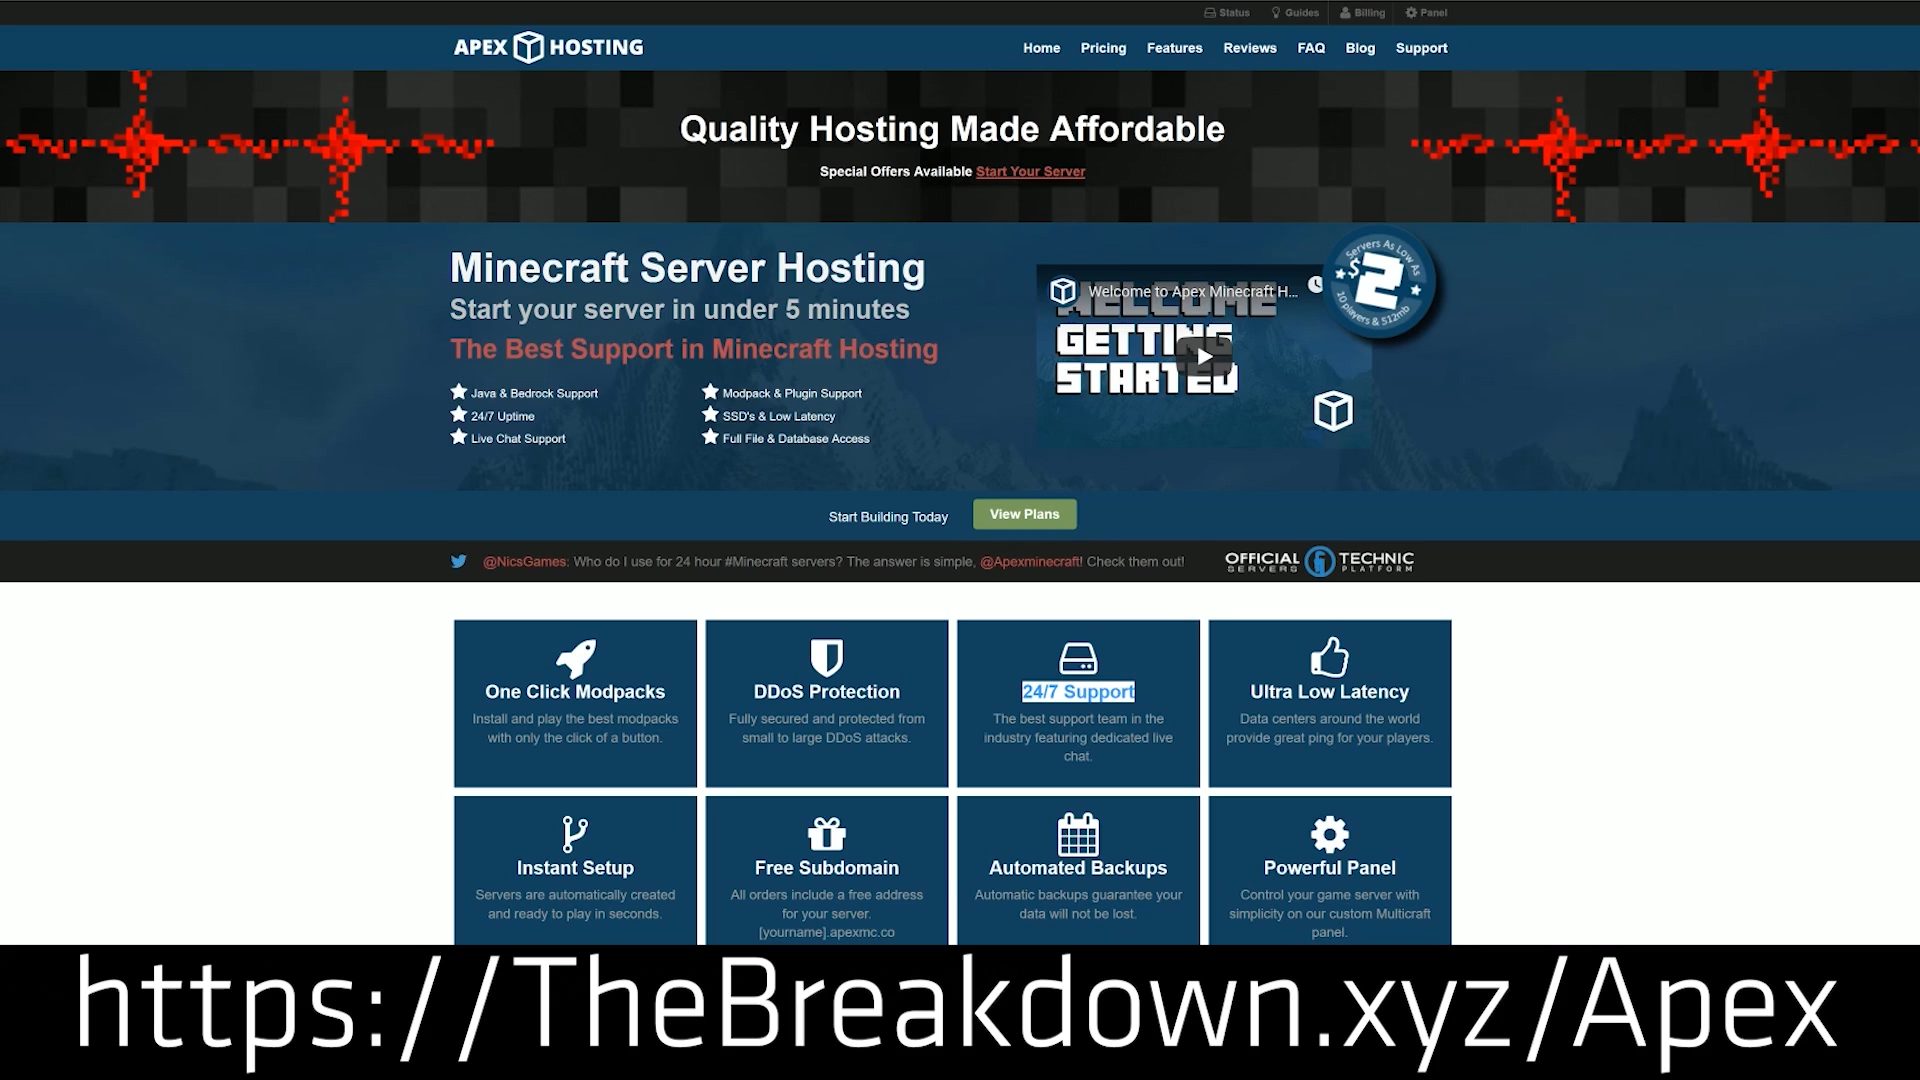 Status Guides Billing Panel
APEX HOSTING
Home Pricing Features Reviews FAQ Blog Support
Quality Hosting Made Affordable
Special Offers Available Start Your Server
Minecraft Server Hosting
Start your server in under 5 minutes
The Best Support in Minecraft Hosting
Java & Bedrock Support
Modpack & Plugin Support
24/7 Uptime
SSD's & Low Latency
Live Chat Support
Full File & Database Access
Welcome to Apex Minecraft H...
WELCOME
GETTING
STARTED
Servers As Low As
$2
10 players & 512mb
Start Building Today
View Plans
@NicsGames: Who do I use for 24 hour #Minecraft servers? The answer is simple, @Apexminecraft! Check them out!
OFFICIAL TECHNIC
SERVERS PLATFORM
One Click Modpacks
Install and play the best modpacks
with only the click of a button.
DDoS Protection
Fully secured and protected from
small to large DDoS attacks.
24/7 Support
The best support team in the
industry featuring dedicated live
chat.
Ultra Low Latency
Data centers around the world
provide great ping for your players.
Instant Setup
Servers are automatically created
and ready to play in seconds.
Free Subdomain
All orders include a free address
for your server.
[yourname].apexmc.co
Automated Backups
Automatic backups guarantee your
data will not be lost.
Powerful Panel
Control your game server with
simplicity on our custom Multicraft
panel.
https://TheBreakdown.xyz/Apex